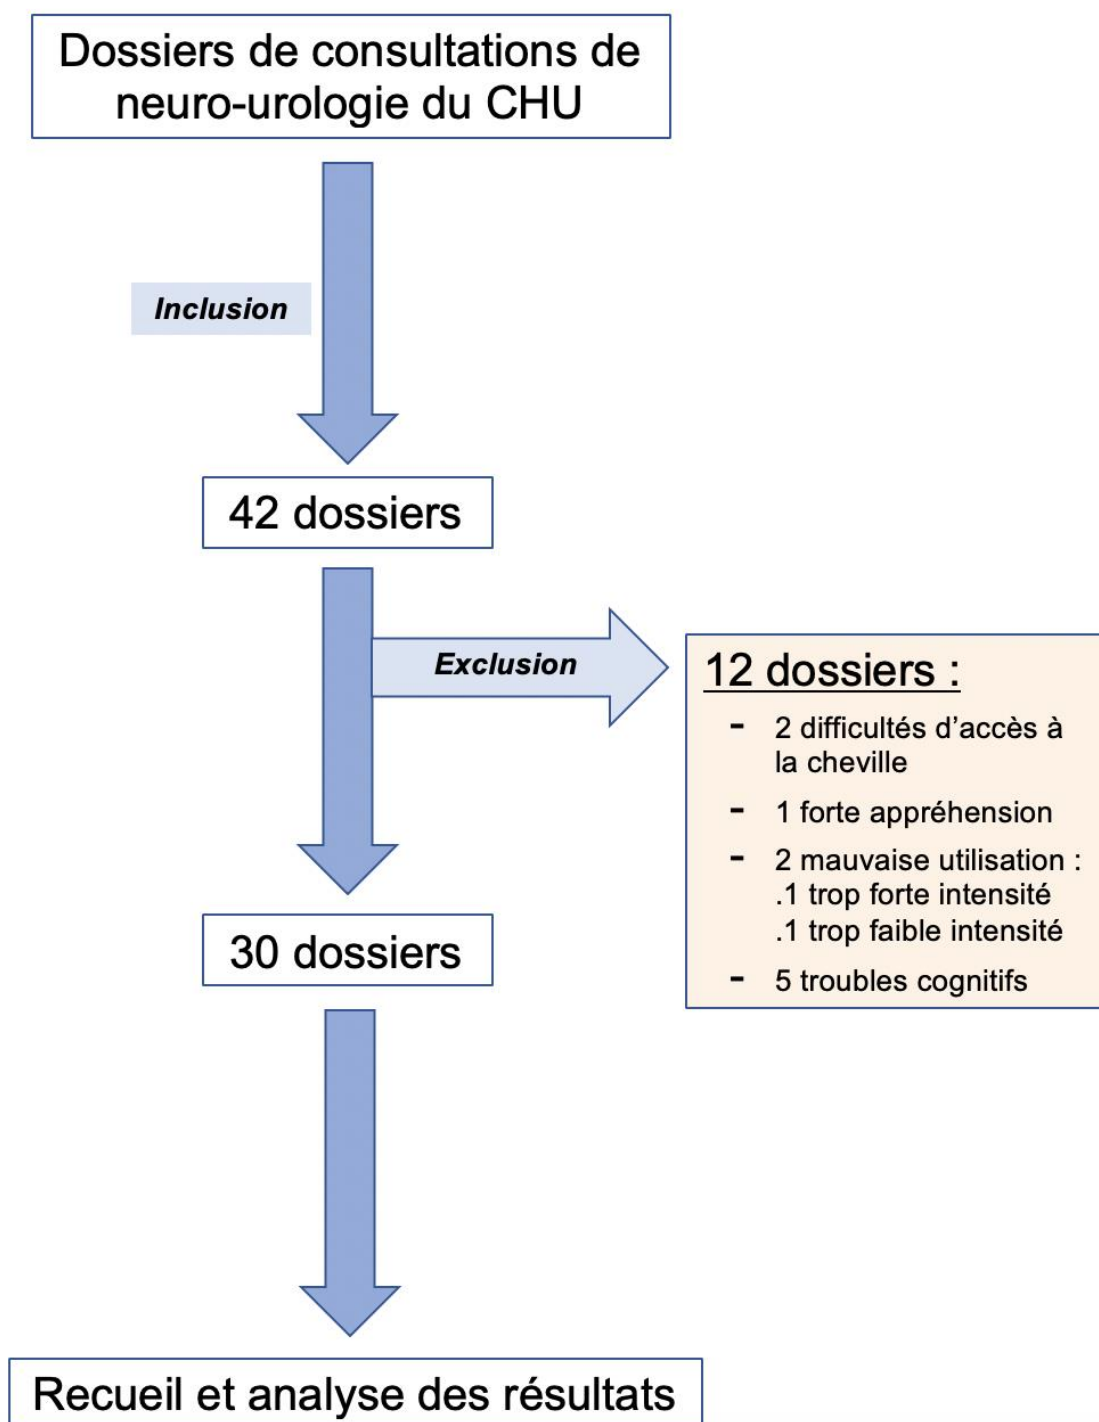 Dossiers de consultations de
neuro-urologie du CHU
Inclusion
42 dossiers
Exclusion
12 dossiers :
- 2 difficultés d'accès à
la cheville
- 1 forte appréhension
- 2 mauvaise utilisation :
.1 trop forte intensité
.1 trop faible intensité
- 5 troubles cognitifs
30 dossiers
Recueil et analyse des résultats